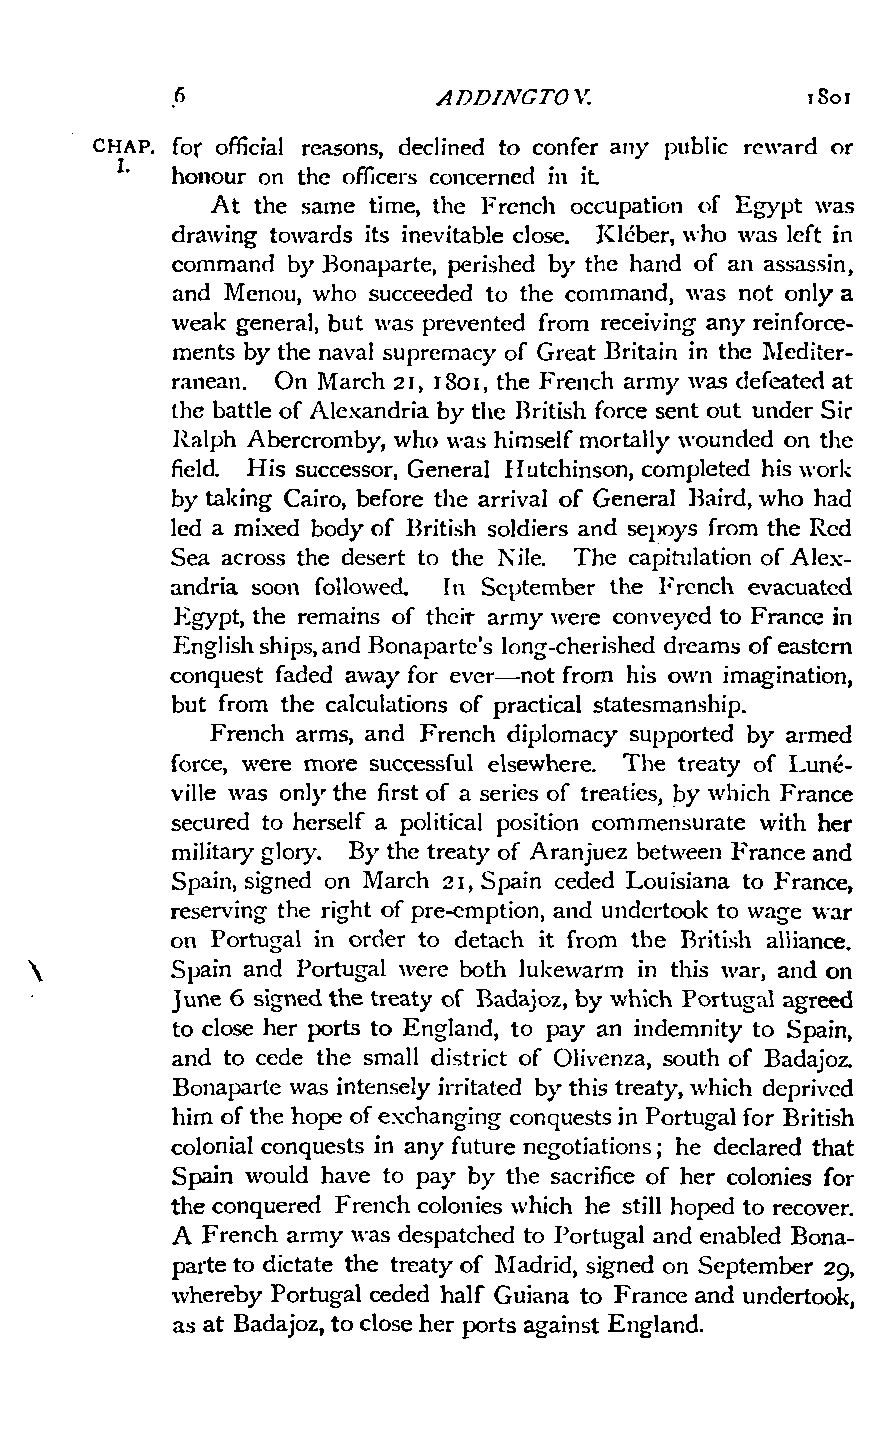 6 ADDINGTON. 1801
CHAP. I. for official reasons, declined to confer any public reward or
honour on the officers concerned in it.
At the same time, the French occupation of Egypt was
drawing towards its inevitable close. Kléber, who was left in
command by Bonaparte, perished by the hand of an assassin,
and Menou, who succeeded to the command, was not only a
weak general, but was prevented from receiving any reinforce-
ments by the naval supremacy of Great Britain in the Mediter-
ranean. On March 21, 1801, the French army was defeated at
the battle of Alexandria by the British force sent out under Sir
Ralph Abercromby, who was himself mortally wounded on the
field. His successor, General Hutchinson, completed his work
by taking Cairo, before the arrival of General Baird, who had
led a mixed body of British soldiers and sepoys from the Red
Sea across the desert to the Nile. The capitulation of Alex-
andria soon followed. In September the French evacuated
Egypt, the remains of their army were conveyed to France in
English ships, and Bonaparte's long-cherished dreams of eastern
conquest faded away for ever—not from his own imagination,
but from the calculations of practical statesmanship.
French arms, and French diplomacy supported by armed
force, were more successful elsewhere. The treaty of Luné-
ville was only the first of a series of treaties, by which France
secured to herself a political position commensurate with her
military glory. By the treaty of Aranjuez between France and
Spain, signed on March 21, Spain ceded Louisiana to France,
reserving the right of pre-emption, and undertook to wage war
on Portugal in order to detach it from the British alliance.
Spain and Portugal were both lukewarm in this war, and on
June 6 signed the treaty of Badajoz, by which Portugal agreed
to close her ports to England, to pay an indemnity to Spain,
and to cede the small district of Olivenza, south of Badajoz.
Bonaparte was intensely irritated by this treaty, which deprived
him of the hope of exchanging conquests in Portugal for British
colonial conquests in any future negotiations; he declared that
Spain would have to pay by the sacrifice of her colonies for
the conquered French colonies which he still hoped to recover.
A French army was despatched to Portugal and enabled Bona-
parte to dictate the treaty of Madrid, signed on September 29,
whereby Portugal ceded half Guiana to France and undertook,
as at Badajoz, to close her ports against England.